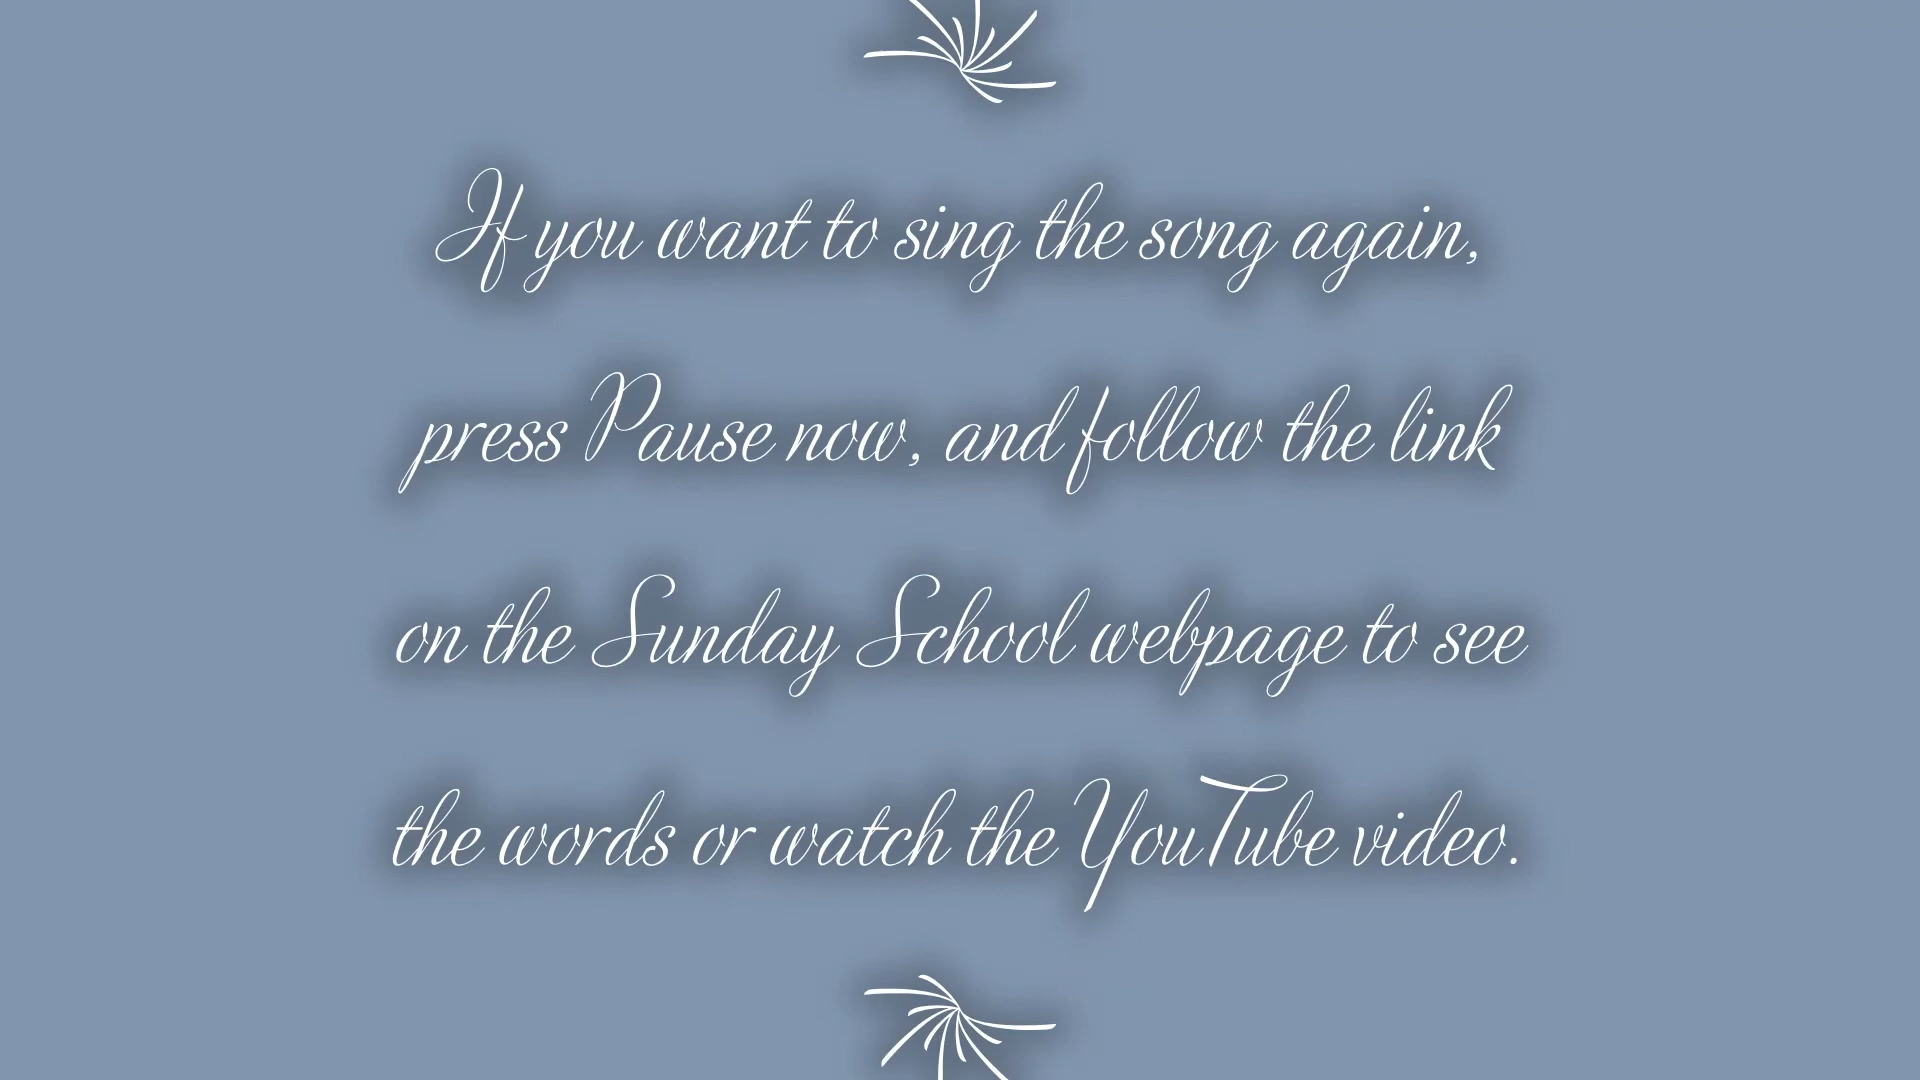 If you want to sing the song again,
press Pause now, and follow the link
on the Sunday School webpage to see
the words or watch the YouTube video.